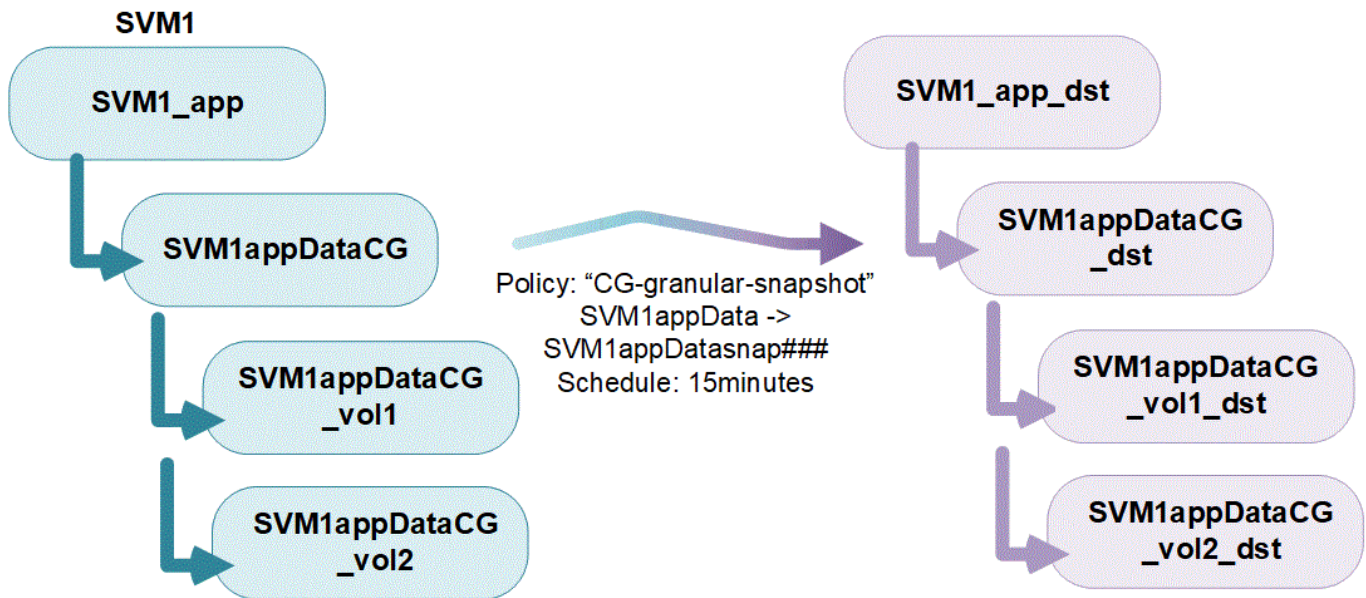 SVM1
SVM1_app
SVM1appDataCG
SVM1appDataCG
_vol1
SVM1appDataCG
_vol2
Policy: “CG-granular-snapshot”
SVM1appData ->
SVM1appDatasnap###
Schedule: 15minutes
SVM1_app_dst
SVM1appDataCG
_dst
SVM1appDataCG
_vol1_dst
SVM1appDataCG
_vol2_dst